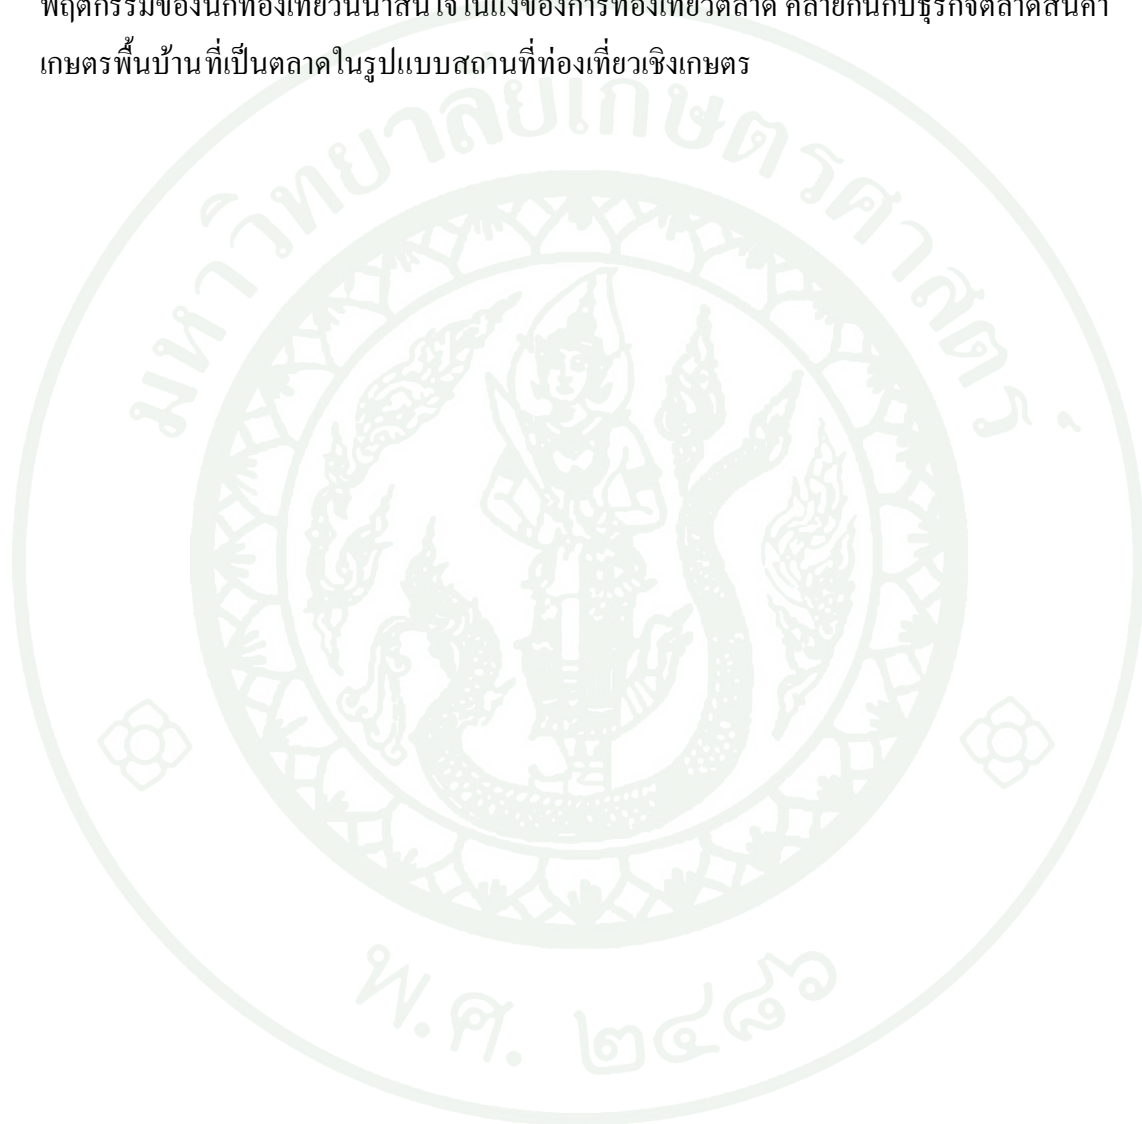 พฤติกรรมของนักท่องเที่ยวนั้นน่าสนใจในแง่ของการท่องเที่ยวตลาด คล้ายกันกับธุรกิจตลาดสินค้า
เกษตรพื้นบ้านที่เป็นตลาดในรูปแบบสถานที่ท่องเที่ยวเชิงเกษตร
มหาวิทยาลัยเกษตรศาสตร์
พ.ศ. ๒๔๘๖